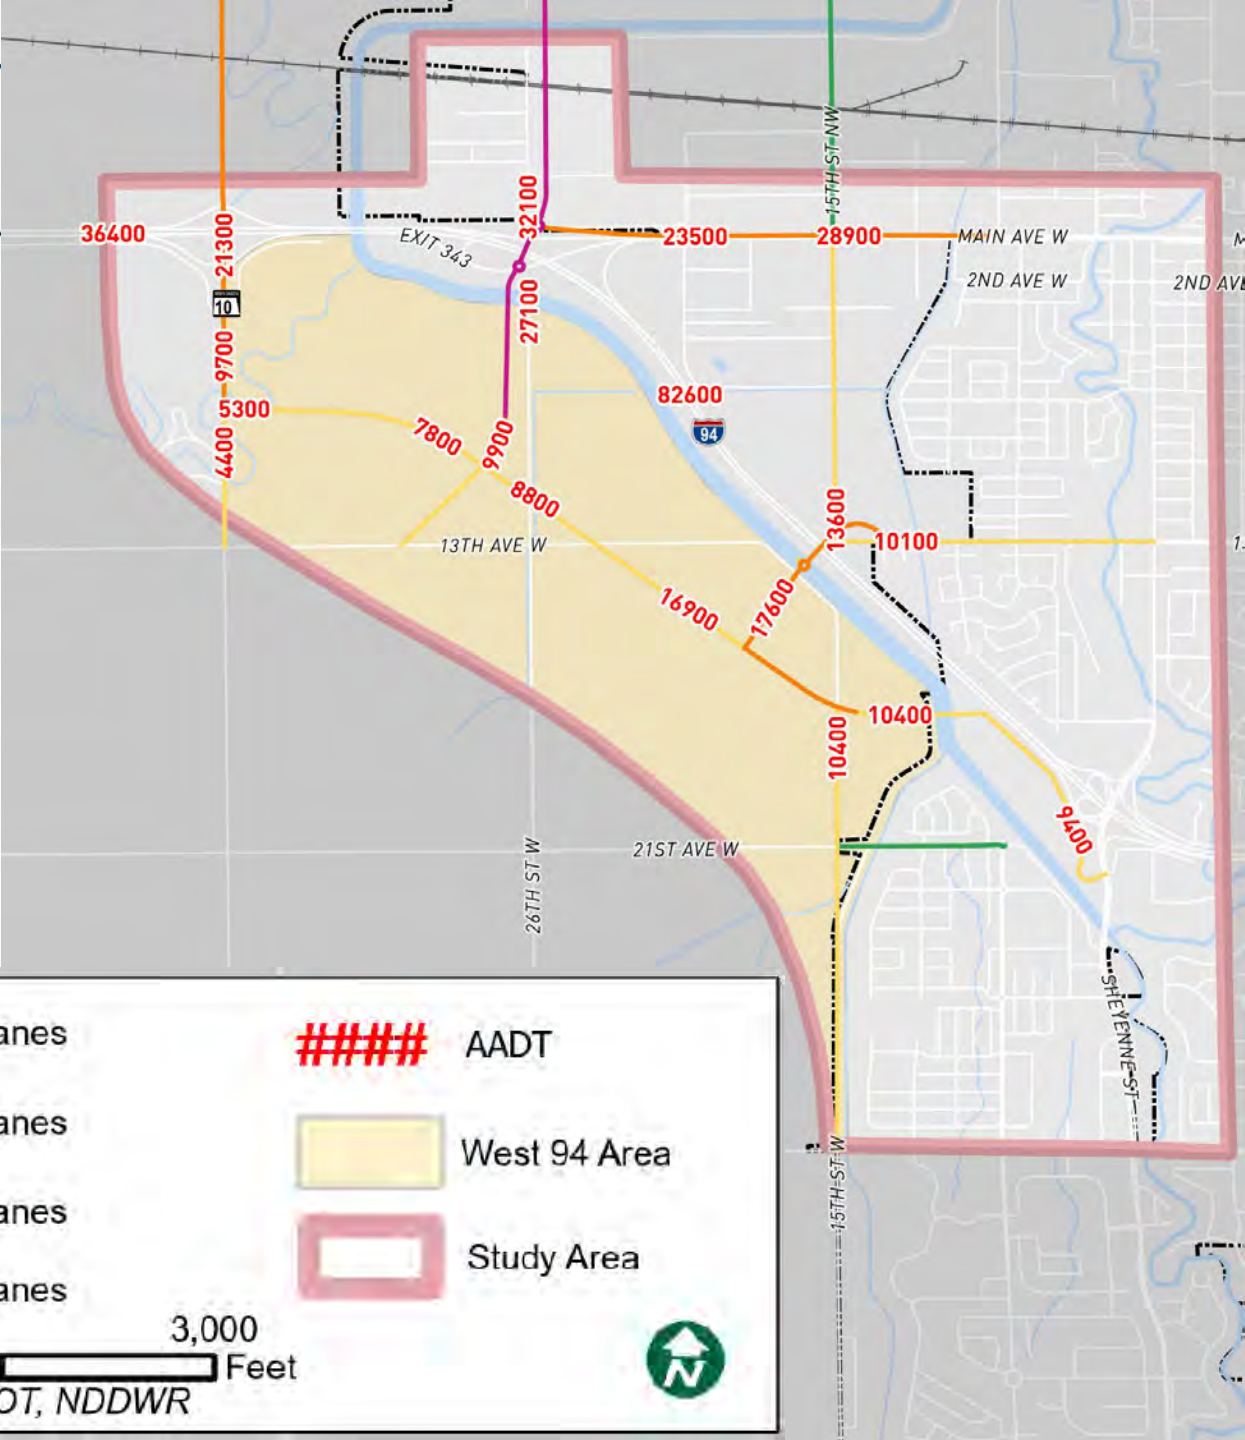 15TH ST NW
36400
21300
32100
EXIT 343
23500
28900
MAIN AVE W
2ND AVE W
2ND AVE
10
27100
9700
5300
82600
94
4400
7800
9900
8800
13600
10100
13TH AVE W
17600
16900
10400
10400
9400
21ST AVE W
26TH ST W
SHEYENNE ST
15TH ST W
anes
anes
anes
anes
3,000
Feet
OT, NDDWR
####
AADT
West 94 Area
Study Area
N